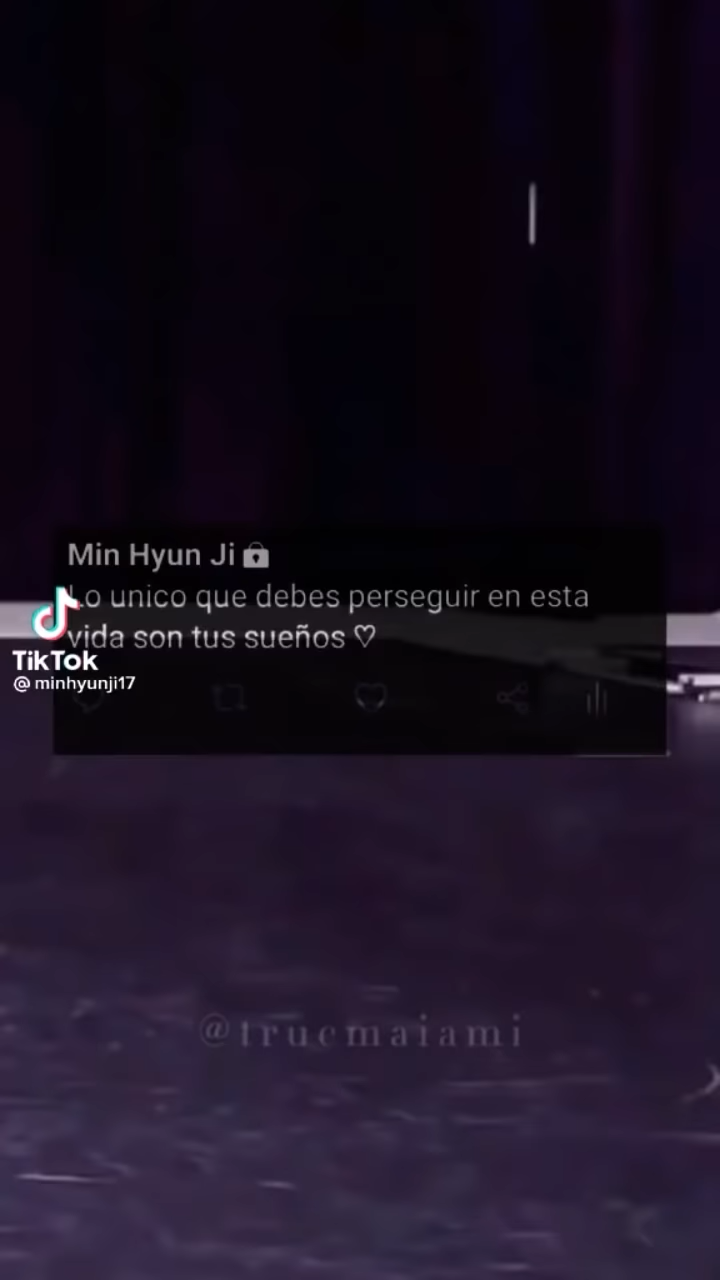 Min Hyun Ji
Lo unico que debes perseguir en esta
vida son tus sueños ♡
TikTok
@minhyunji17
@trucmaiami